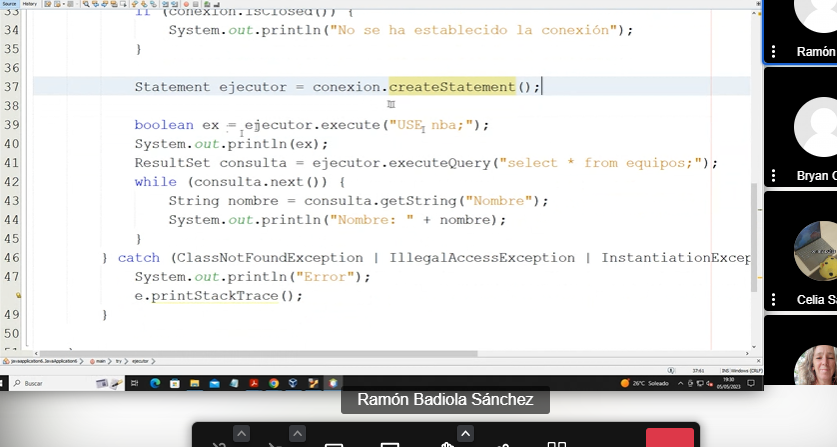 Source History
33 if (conexion.isClosed()) {
34 System.out.println("No se ha establecido la conexión");
35 }
36
37 Statement ejecutor = conexion.createStatement();
38
39 boolean ex = ejecutor.execute("USE nba;");
40 System.out.println(ex);
41 ResultSet consulta = ejecutor.executeQuery("select * from equipos;");
42 while (consulta.next()) {
43 String nombre = consulta.getString("Nombre");
44 System.out.println("Nombre: " + nombre);
45 }
46 } catch (ClassNotFoundException | IllegalAccessException | InstantiationExcep
47 System.out.println("Error");
e.printStackTrace();
49 }
50
javaapplication6.JavaApplication6 main try ejecutor
37:61 INS Windows (CRLF)
Buscar
26°C Soleado
19:30
05/05/2023
Ramón Badiola Sánchez
Ramón
Bryan
Celia S